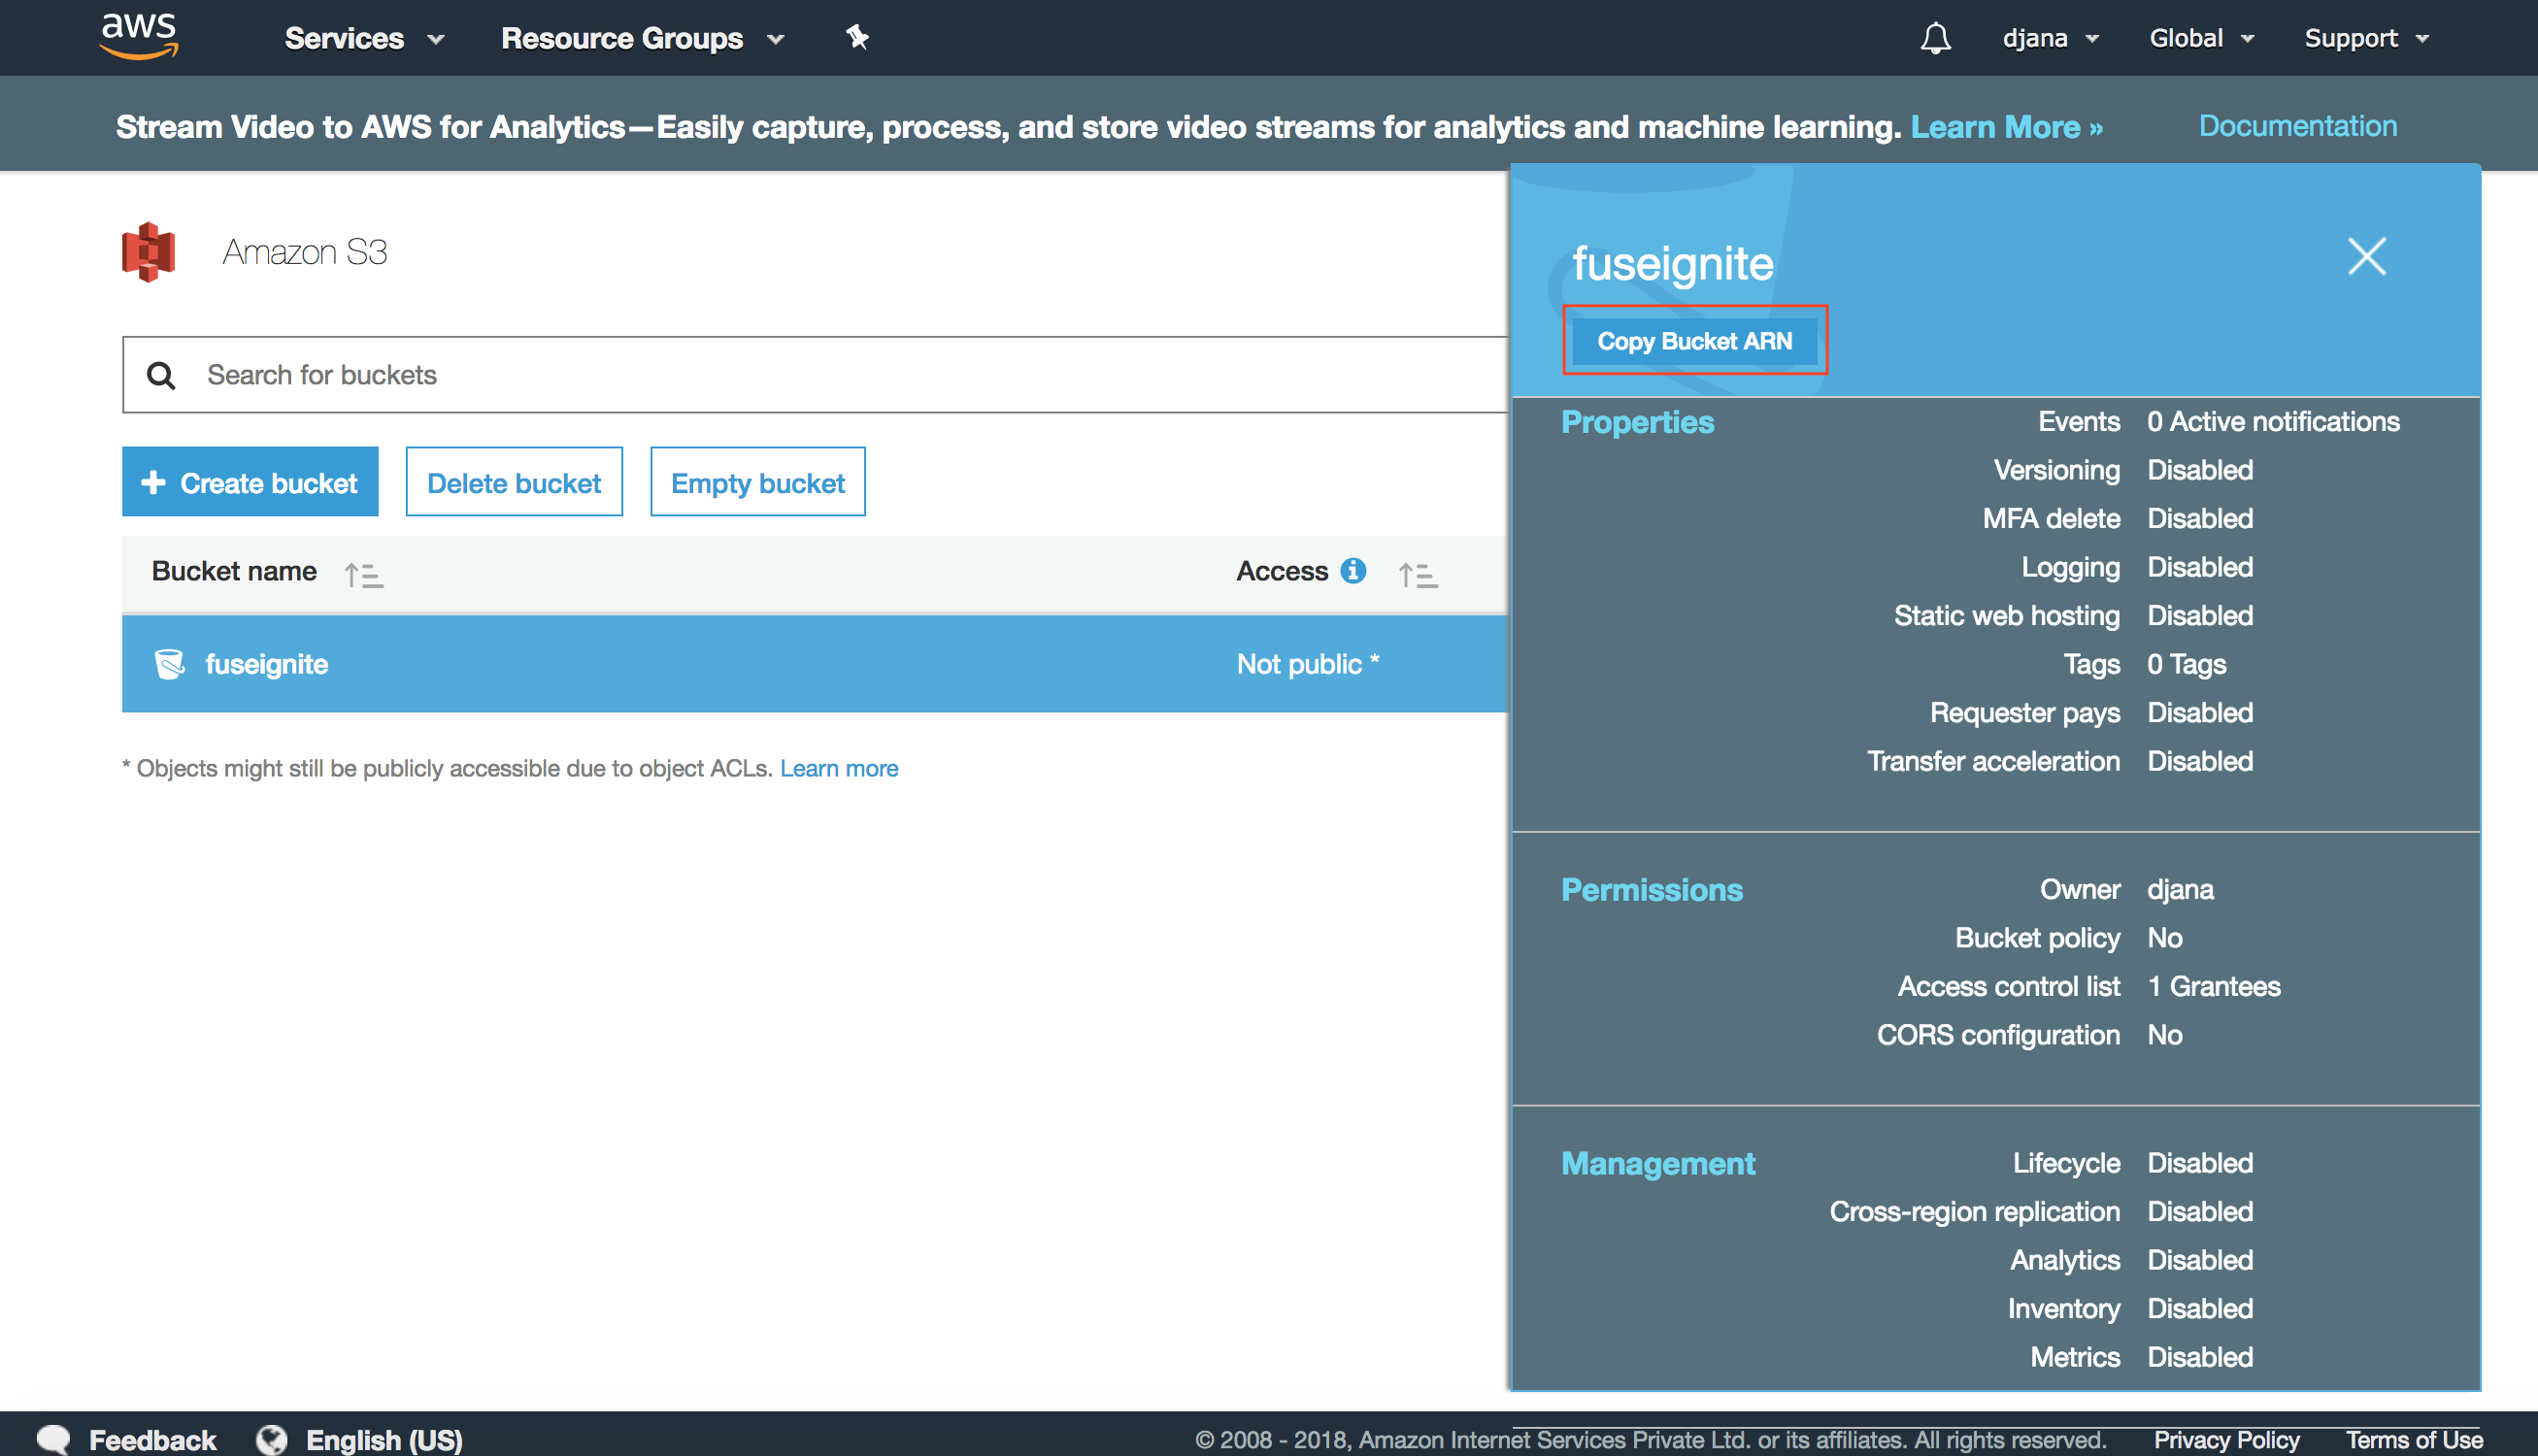 aws Services Resource Groups djana Global Support
Stream Video to AWS for Analytics—Easily capture, process, and store video streams for analytics and machine learning. Learn More » Documentation
Amazon S3
Search for buckets
Create bucket Delete bucket Empty bucket
Bucket name Access
fuseignite Not public *
* Objects might still be publicly accessible due to object ACLs. Learn more
fuseignite
Copy Bucket ARN
Properties Events 0 Active notifications
Versioning Disabled
MFA delete Disabled
Logging Disabled
Static web hosting Disabled
Tags 0 Tags
Requester pays Disabled
Transfer acceleration Disabled
Permissions Owner djana
Bucket policy No
Access control list 1 Grantees
CORS configuration No
Management Lifecycle Disabled
Cross-region replication Disabled
Analytics Disabled
Inventory Disabled
Metrics Disabled
Feedback English (US) © 2008 - 2018, Amazon Internet Services Private Ltd. or its affiliates. All rights reserved. Privacy Policy Terms of Use